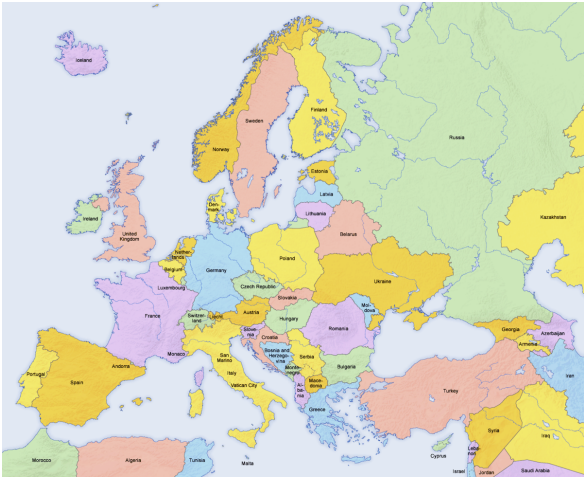 Iceland
Finland
Sweden
Norway
Russia
Estonia
Latvia
Lithuania
Den-
mark
Ireland
United
Kingdom
Belarus
Kazakhstan
Nether-
lands
Belgium
Germany
Poland
Luxembourg
Czech Republic
Ukraine
Slovakia
France
Switzer-
land
Liecht.
Austria
Hungary
Mol-
dova
Slove-
nia
Croatia
Romania
Georgia
Azerbaijan
Armenia
Monaco
San
Marino
Bosnia and
Herzego-
vina
Serbia
Andorra
Italy
Monte-
negro
Bulgaria
Iran
Portugal
Spain
Vatican City
Mace-
donia
Al-
ba-
nia
Turkey
Greece
Syria
Iraq
Morocco
Algeria
Tunisia
Malta
Cyprus
Leba-
non
Israel
Jordan
Saudi Arabia